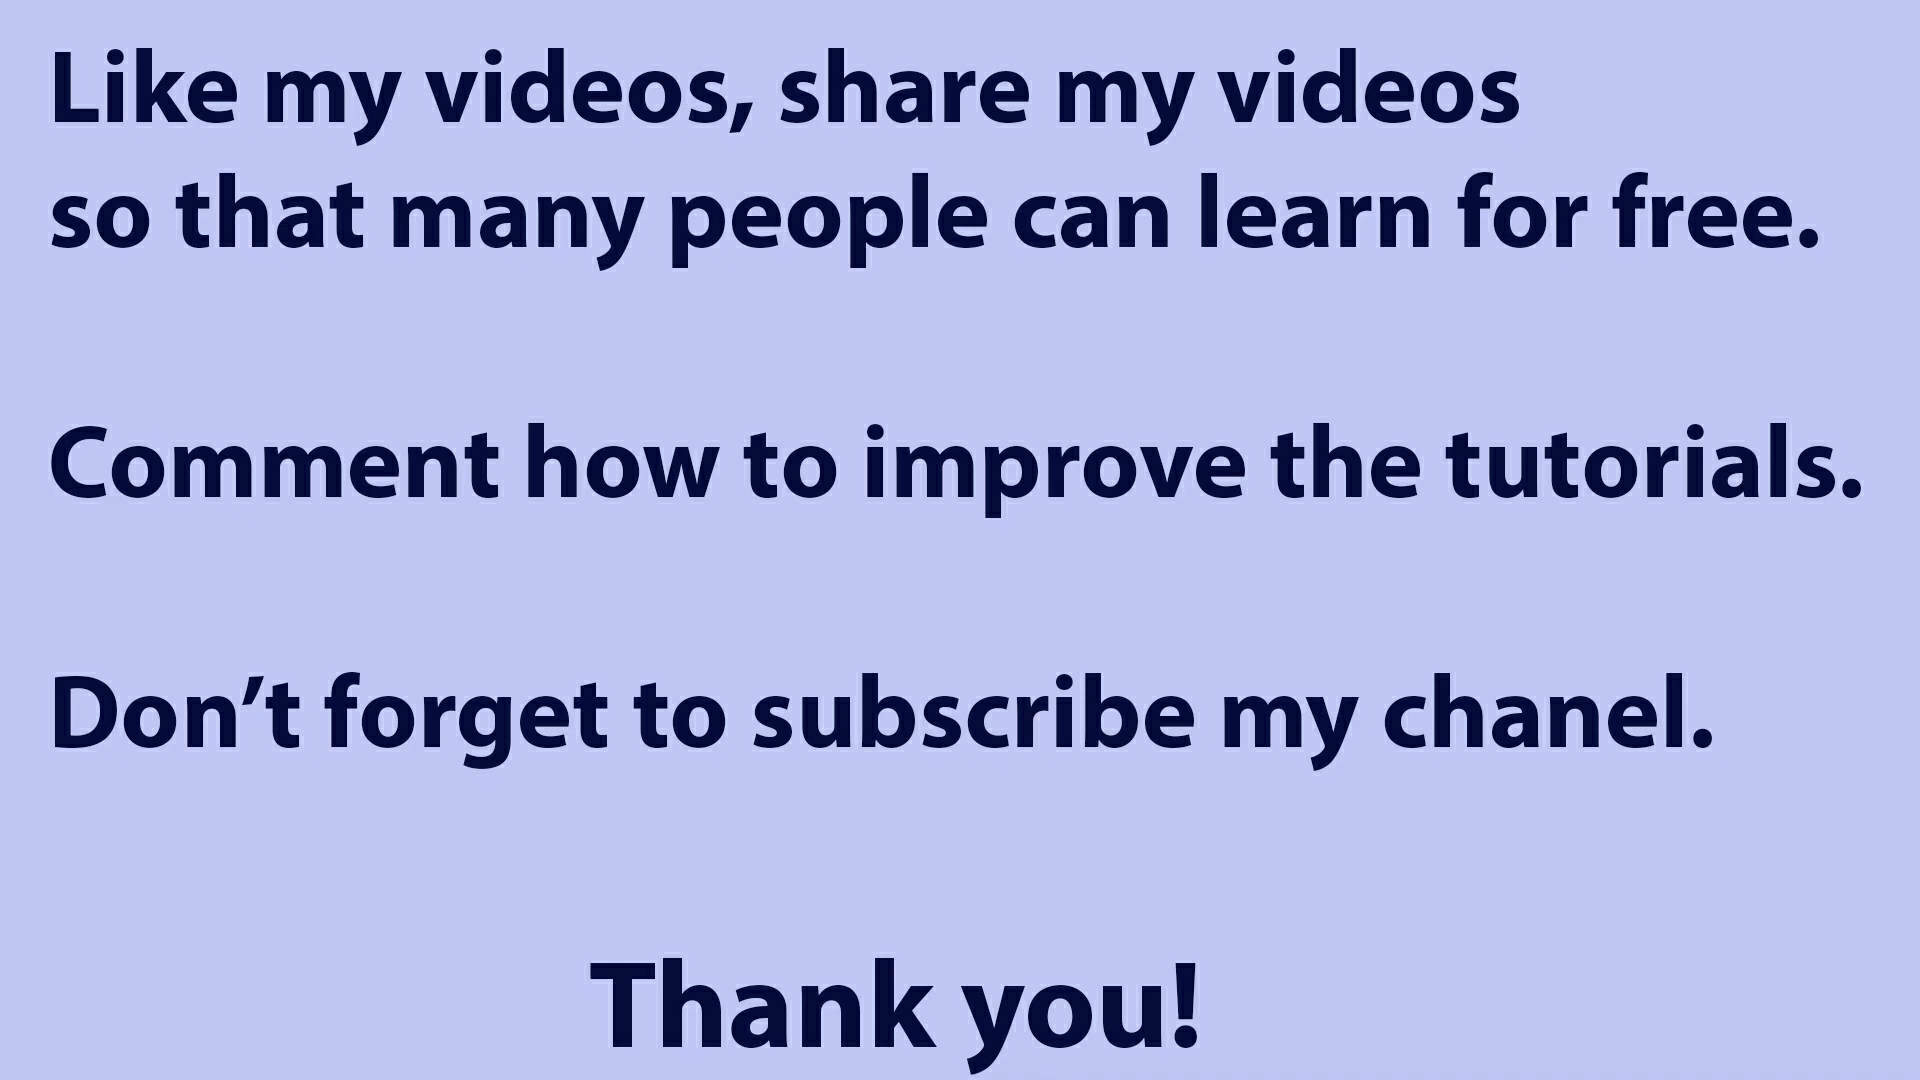 Like my videos, share my videos
so that many people can learn for free.
Comment how to improve the tutorials.
Don’t forget to subscribe my chanel.
Thank you!